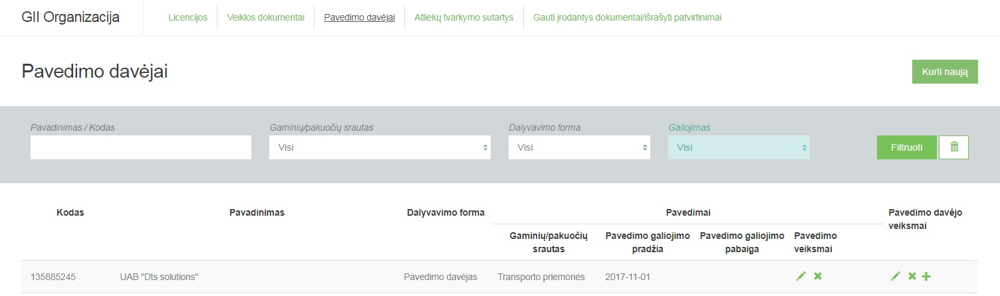 GII Organizacija
Licencijos
Veiklos dokumentai
Pavedimo davėjai
Atliekų tvarkymo sutartys
Gauti įrodantys dokumentai/išrašyti patvirtinimai
Pavedimo davėjai
Kurti naują
Pavadinimas / Kodas
Gaminių/pakuočių srautas
Dalyvavimo forma
Galiojimas
Visi
Visi
Visi
Filtruoti
Kodas
Pavadinimas
Dalyvavimo forma
Pavedimai
Pavedimo davėjo
veiksmai
Gaminių/pakuočių
srautas
Pavedimo galiojimo
pradžia
Pavedimo galiojimo
pabaiga
Pavedimo
veiksmai
135885245
UAB "Dts solutions"
Pavedimo davėjas
Transporto priemonės
2017-11-01